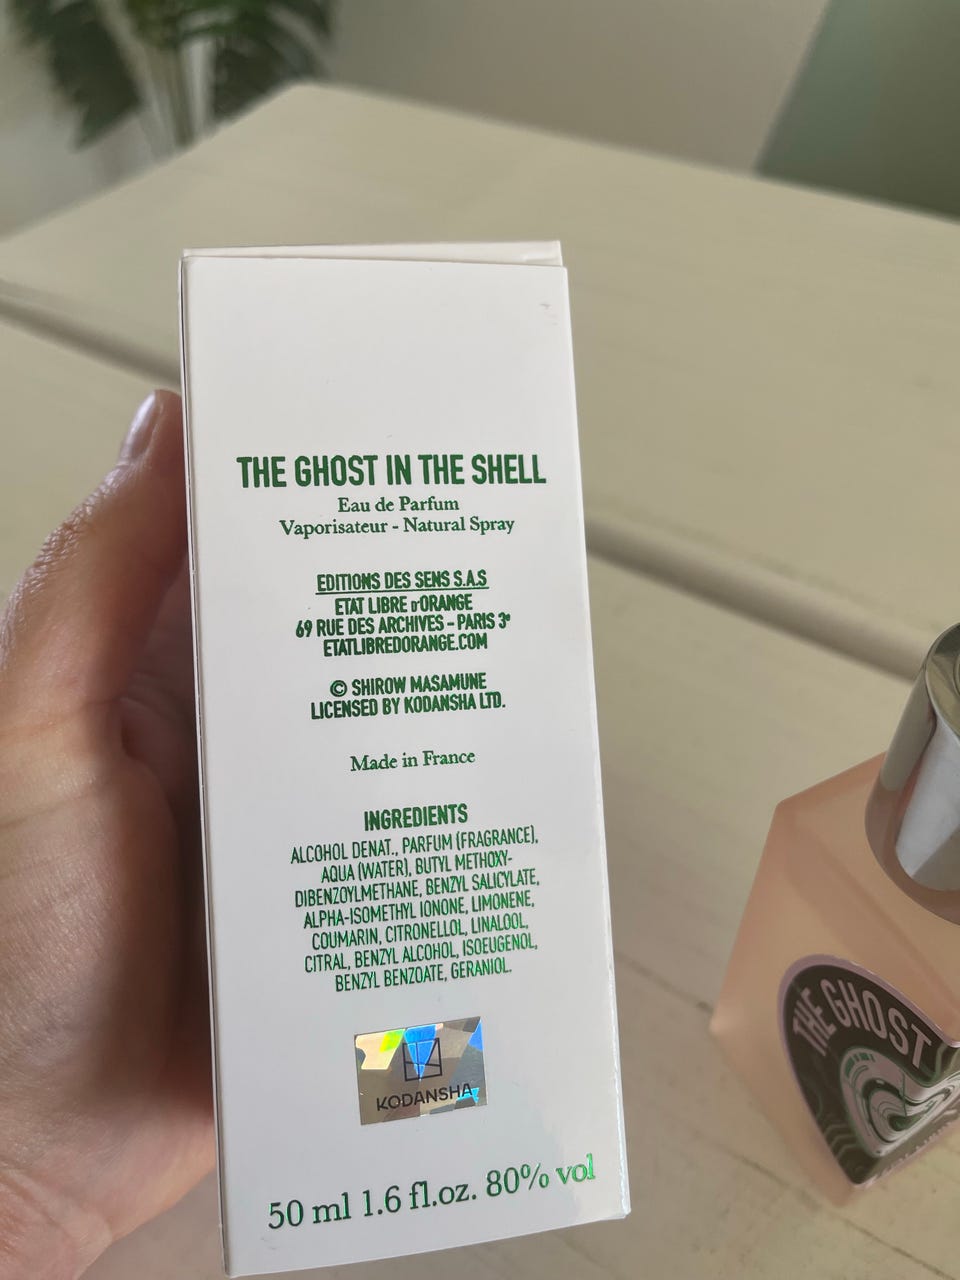 THE GHOST IN THE SHELL
Eau de Parfum
Vaporisateur - Natural Spray
EDITIONS DES SENS S.A.S
ETAT LIBRE D'ORANGE
69 RUE DES ARCHIVES - PARIS 3e
ETATLIBREDORANGE.COM
© SHIROW MASAMUNE
LICENSED BY KODANSHA LTD.
Made in France
INGREDIENTS
ALCOHOL DENAT., PARFUM (FRAGRANCE),
AQUA (WATER), BUTYL METHOXY-
DIBENZOYLMETHANE, BENZYL SALICYLATE,
ALPHA-ISOMETHYL IONONE, LIMONENE,
COUMARIN, CITRONELLOL, LINALOOL,
CITRAL, BENZYL ALCOHOL, ISOEUGENOL,
BENZYL BENZOATE, GERANIOL.
KODANSHA
50 ml 1.6 fl.oz. 80% vol
THE GHOST